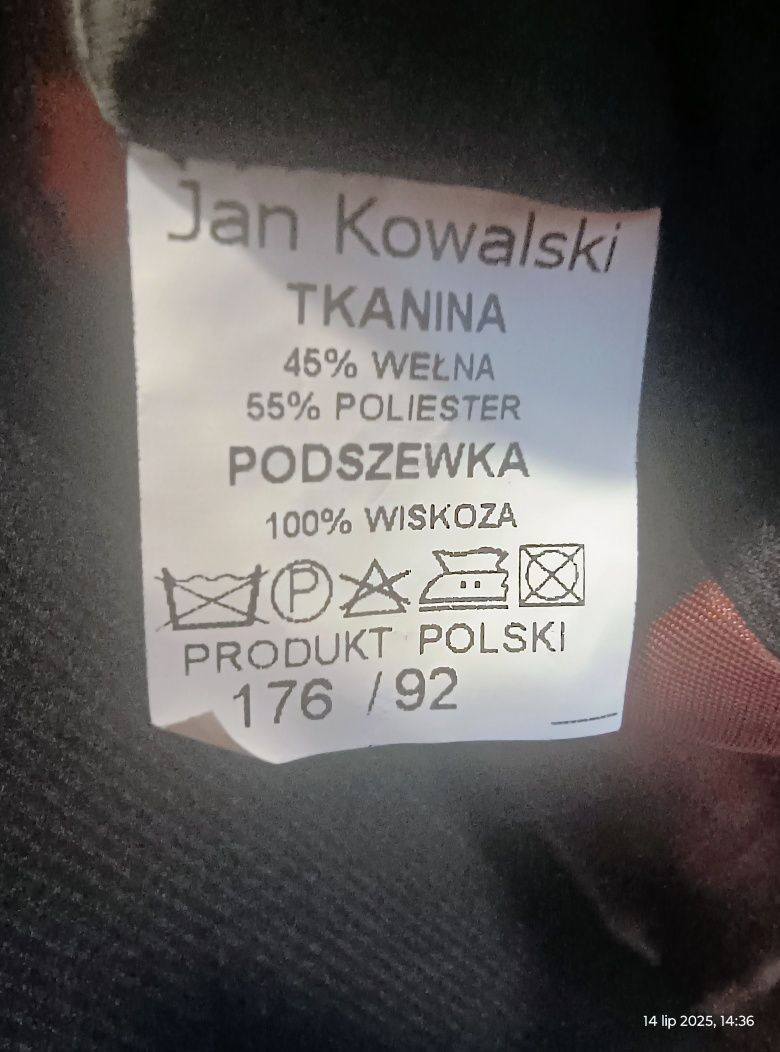 Jan Kowalski
TKANINA
45% WEŁNA
55% POLIESTER
PODSZEWKA
100% WISKOZA
P
PRODUKT POLSKI
176 / 92
14 lip 2025, 14:36